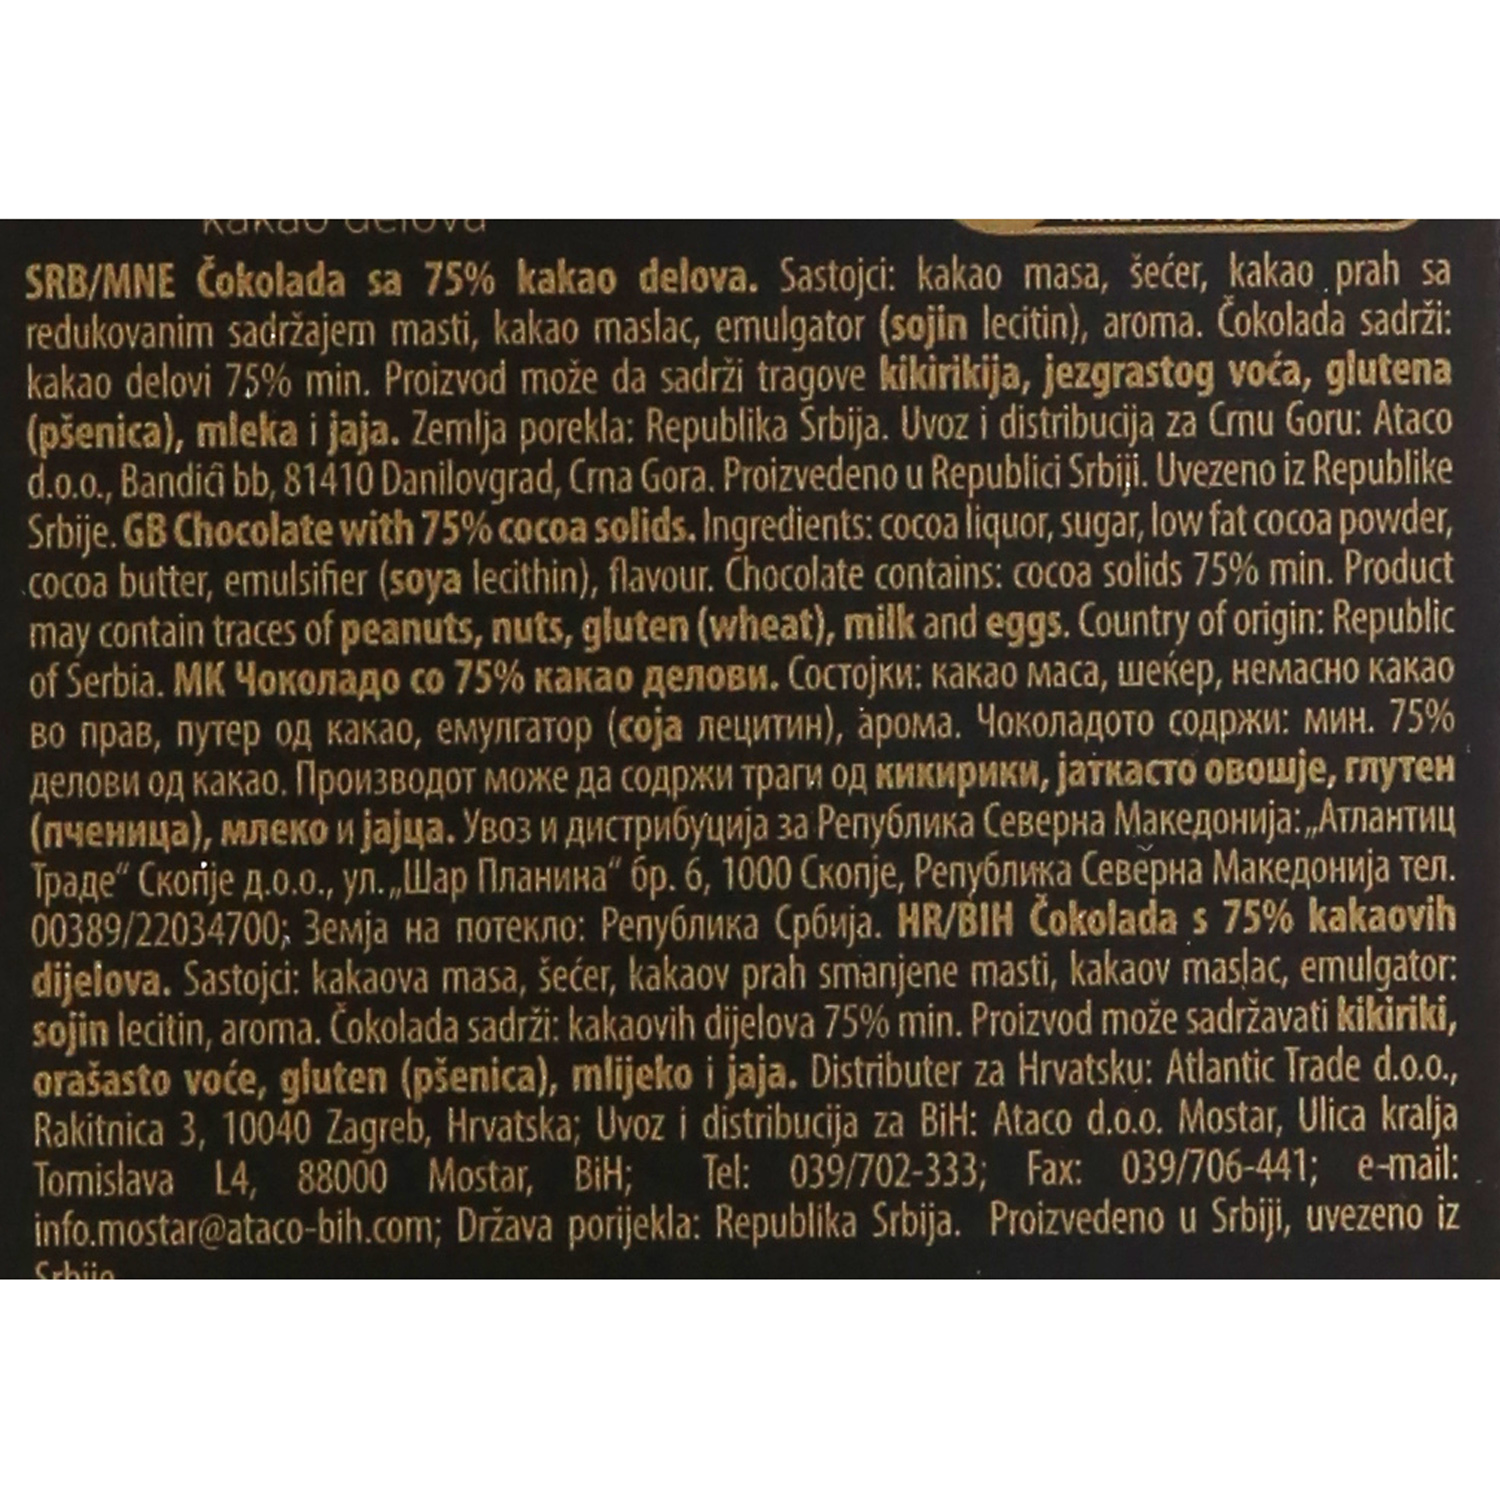 kakao delova
SRB/MNE Čokolada sa 75% kakao delova. Sastojci: kakao masa, šećer, kakao prah sa
redukovanim sadržajem masti, kakao maslac, emulgator (sojin lecitin), aroma. Čokolada sadrži:
kakao delovi 75% min. Proizvod može da sadrži tragove kikirikija, jezgrastog voća, glutena
(pšenica), mleka i jaja. Zemlja porekla: Republika Srbija. Uvoz i distribucija za Crnu Goru: Ataco
d.o.o., Bandići bb, 81410 Danilovgrad, Crna Gora. Proizvedeno u Republici Srbiji. Uvezeno iz Republike
Srbije. GB Chocolate with 75% cocoa solids. Ingredients: cocoa liquor, sugar, low fat cocoa powder,
cocoa butter, emulsifier (soya lecithin), flavour. Chocolate contains: cocoa solids 75% min. Product
may contain traces of peanuts, nuts, gluten (wheat), milk and eggs. Country of origin: Republic
of Serbia. МК Чоколадо со 75% какао делови. Состојки: какао маса, шеќер, немасно какао
во прав, путер од какао, емулгатор (соја лецитин), арома. Чоколадото содржи: мин. 75%
делови од какао. Производот може да содржи траги од кикирики, јаткасто овошје, глутен
(пченица), млеко и јајца. Увоз и дистрибуција за Република Северна Македонија: „Атлантиц
Траде“ Скопје д.о.о., ул. „Шар Планина“ бр. 6, 1000 Скопје, Република Северна Македонија тел.
00389/22034700; Земја на потекло: Република Србија. HR/BIH Čokolada s 75% kakaovih
dijelova. Sastojci: kakaova masa, šećer, kakaov prah smanjene masti, kakaov maslac, emulgator:
sojin lecitin, aroma. Čokolada sadrži: kakaovih dijelova 75% min. Proizvod može sadržavati kikiriki,
orašasto voće, gluten (pšenica), mlijeko i jaja. Distributer za Hrvatsku: Atlantic Trade d.o.o.,
Rakitnica 3, 10040 Zagreb, Hrvatska; Uvoz i distribucija za BiH: Ataco d.o.o. Mostar, Ulica kralja
Tomislava L4, 88000 Mostar, BiH; Tel: 039/702-333; Fax: 039/706-441; e-mail:
info.mostar@ataco-bih.com; Država porijekla: Republika Srbija. Proizvedeno u Srbiji, uvezeno iz
Srbije